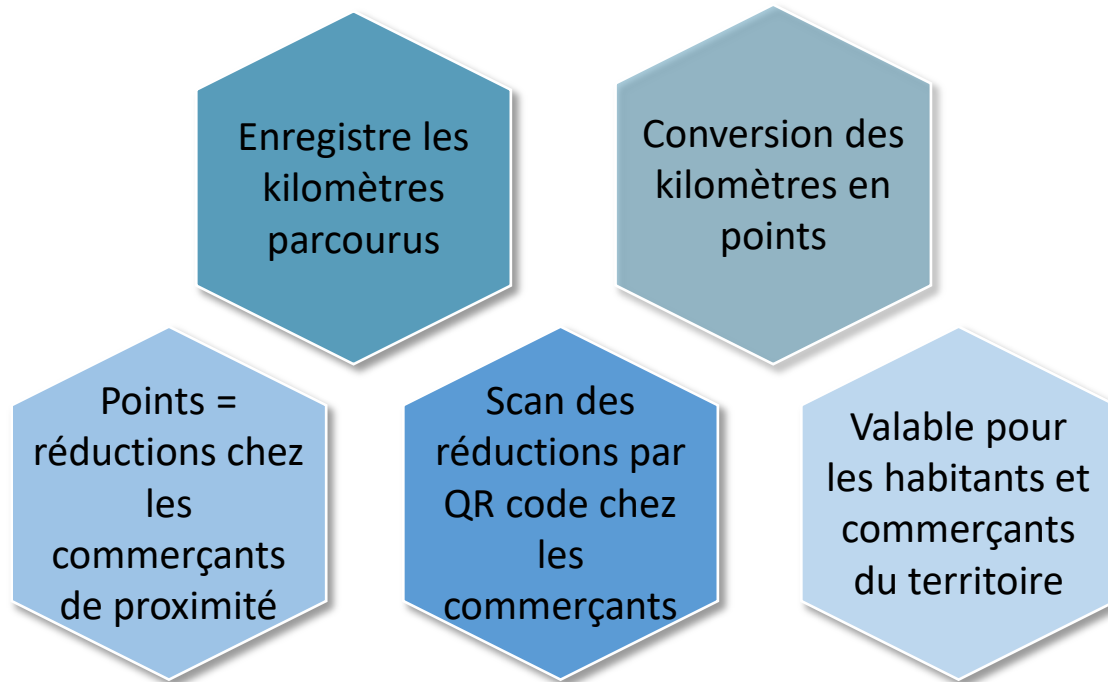 Enregistre les
kilomètres
parcourus
Conversion des
kilomètres en
points
Points =
réductions chez
les
commerçants
de proximité
Scan des
réductions par
QR code chez
les
commerçants
Valable pour
les habitants et
commerçants
du territoire